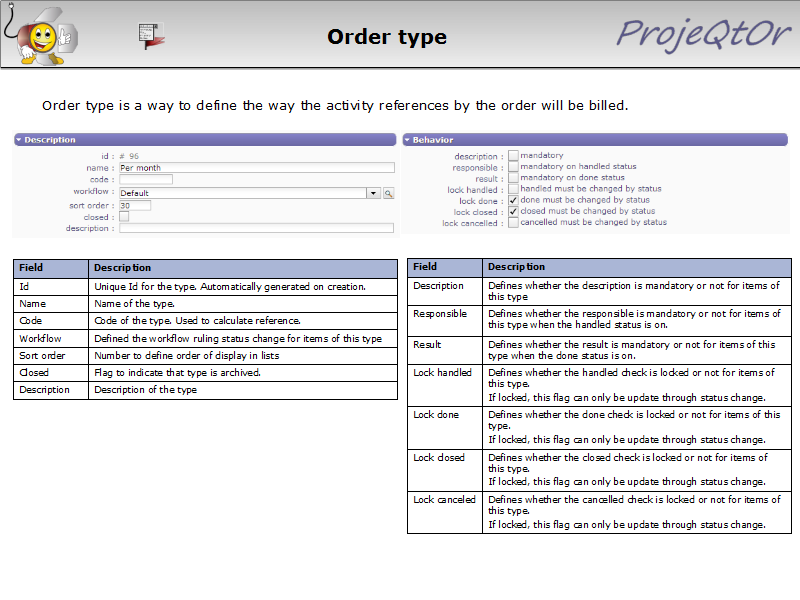 Order type
ProjeQtOr
Order type is a way to define the way the activity references by the order will be billed.
Description
id : # 96
name : Per month
code :
workflow : Default
sort order : 30
closed :
description :
Behavior
description : mandatory
responsible : mandatory on handled status
result : mandatory on done status
lock handled : handled must be changed by status
lock done : done must be changed by status
lock closed : closed must be changed by status
lock cancelled : cancelled must be changed by status
Field Description
Id Unique Id for the type. Automatically generated on creation.
Name Name of the type.
Code Code of the type. Used to calculate reference.
Workflow Defined the workflow ruling status change for items of this type
Sort order Number to define order of display in lists
Closed Flag to indicate that type is archived.
Description Description of the type
Field Description
Description Defines whether the description is mandatory or not for items of
this type
Responsible Defines whether the responsible is mandatory or not for items of
this type when the handled status is on.
Result Defines whether the result is mandatory or not for items of this
type when the done status is on.
Lock handled Defines whether the handled check is locked or not for items of
this type.
If locked, this flag can only be update through status change.
Lock done Defines whether the done check is locked or not for items of this
type.
If locked, this flag can only be update through status change.
Lock closed Defines whether the closed check is locked or not for items of
this type.
If locked, this flag can only be update through status change.
Lock canceled Defines whether the cancelled check is locked or not for items of
this type.
If locked, this flag can only be update through status change.